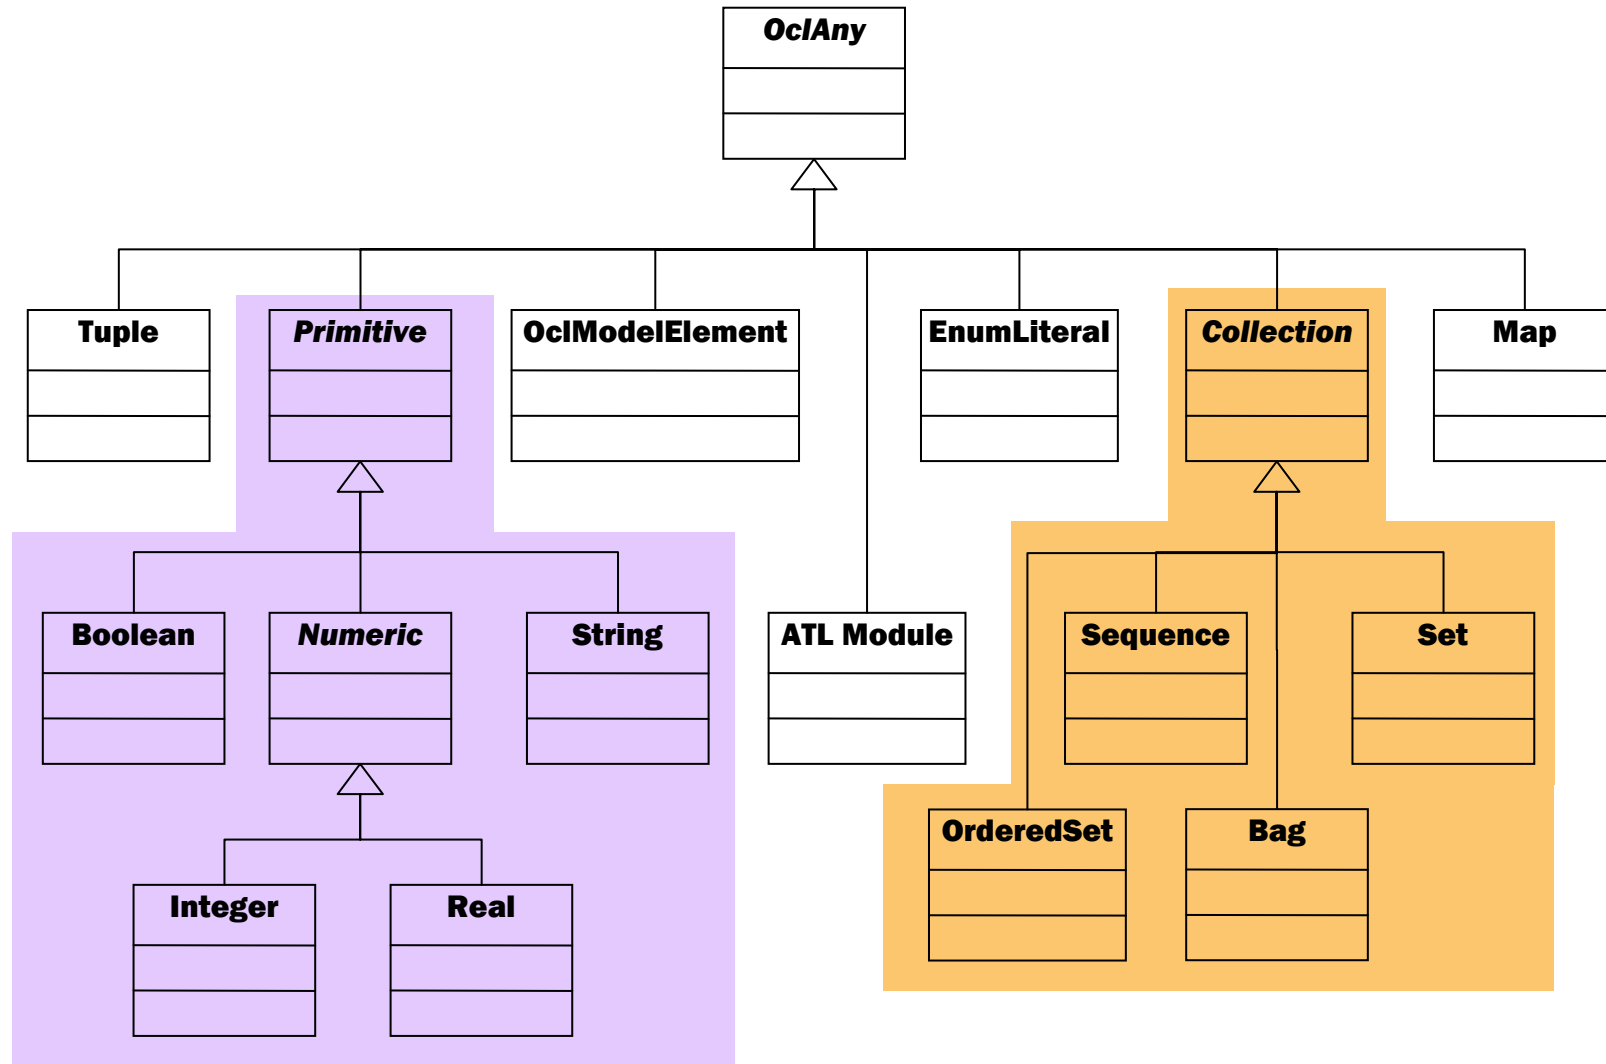 OclAny
Tuple
Primitive
OclModelElement
EnumLiteral
Collection
Map
Boolean
Numeric
String
ATL Module
Sequence
Set
OrderedSet
Bag
Integer
Real